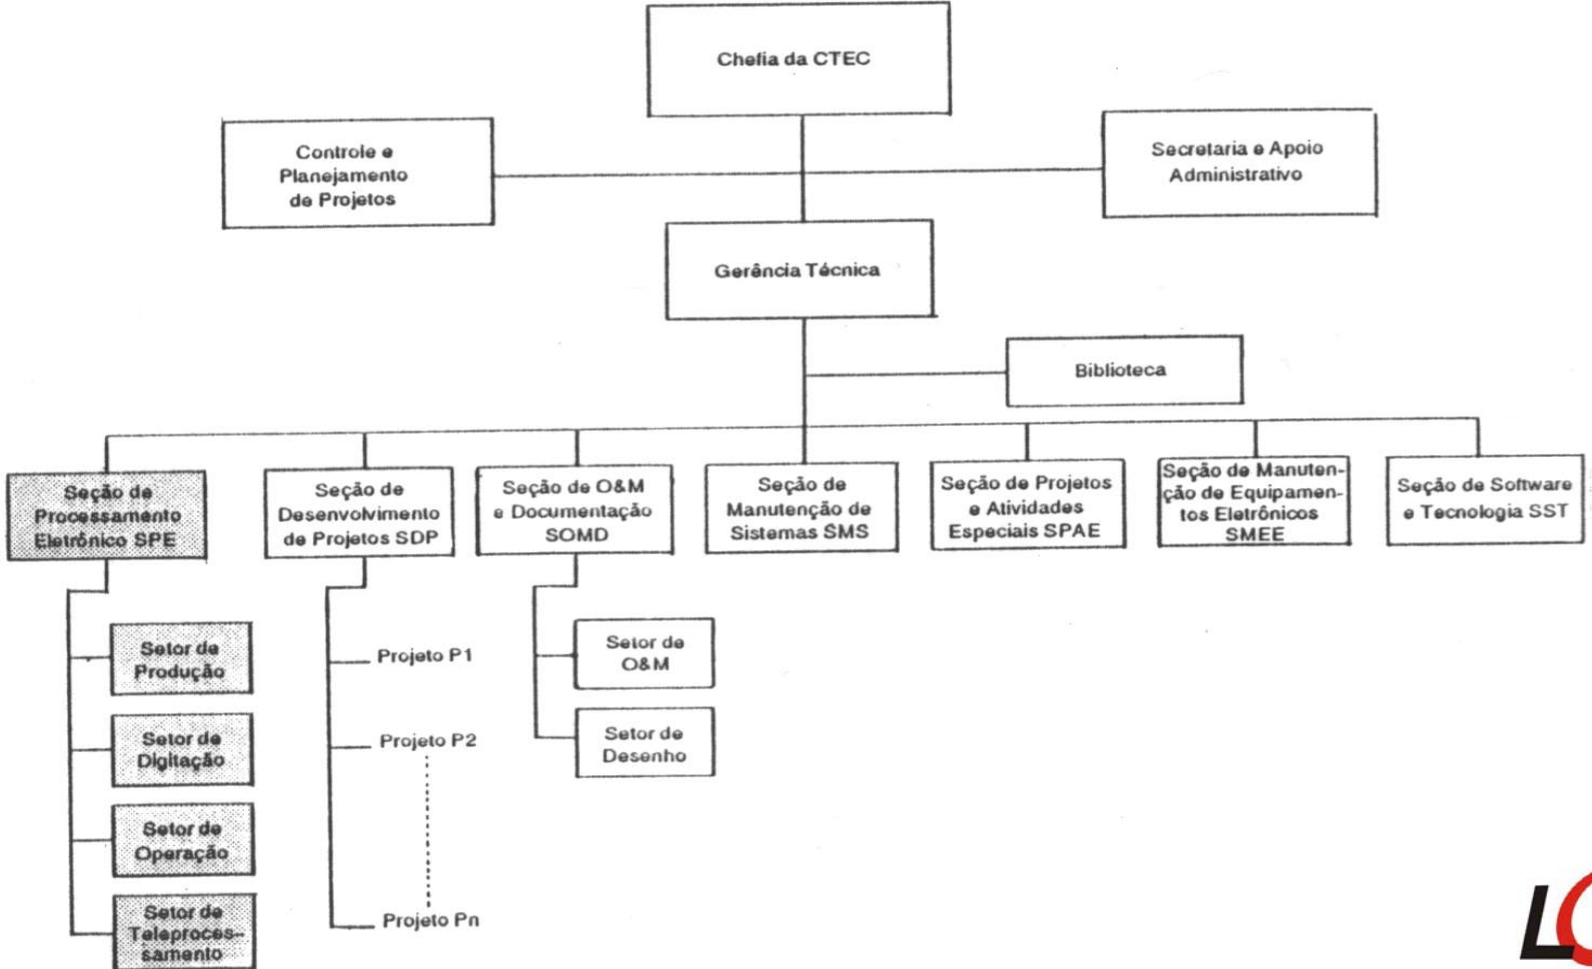 Chefia da CTEC
Controle e
Planejamento
de Projetos
Secretaria e Apoio
Administrativo
Gerência Técnica
Biblioteca
Seção de
Processamento
Eletrônico SPE
Seção de
Desenvolvimento
de Projetos SDP
Seção de O&M
e Documentação
SOMD
Seção de
Manutenção de
Sistemas SMS
Seção de Projetos
e Atividades
Especiais SPAE
Seção de Manuten-
ção de Equipamen-
tos Eletrônicos
SMEE
Seção de Software
e Tecnologia SST
Setor de
Produção
Setor de
Digitação
Setor de
Operação
Setor de
Teleproces-
samento
Projeto P1
Projeto P2
Projeto Pn
Setor de
O&M
Setor de
Desenho
L